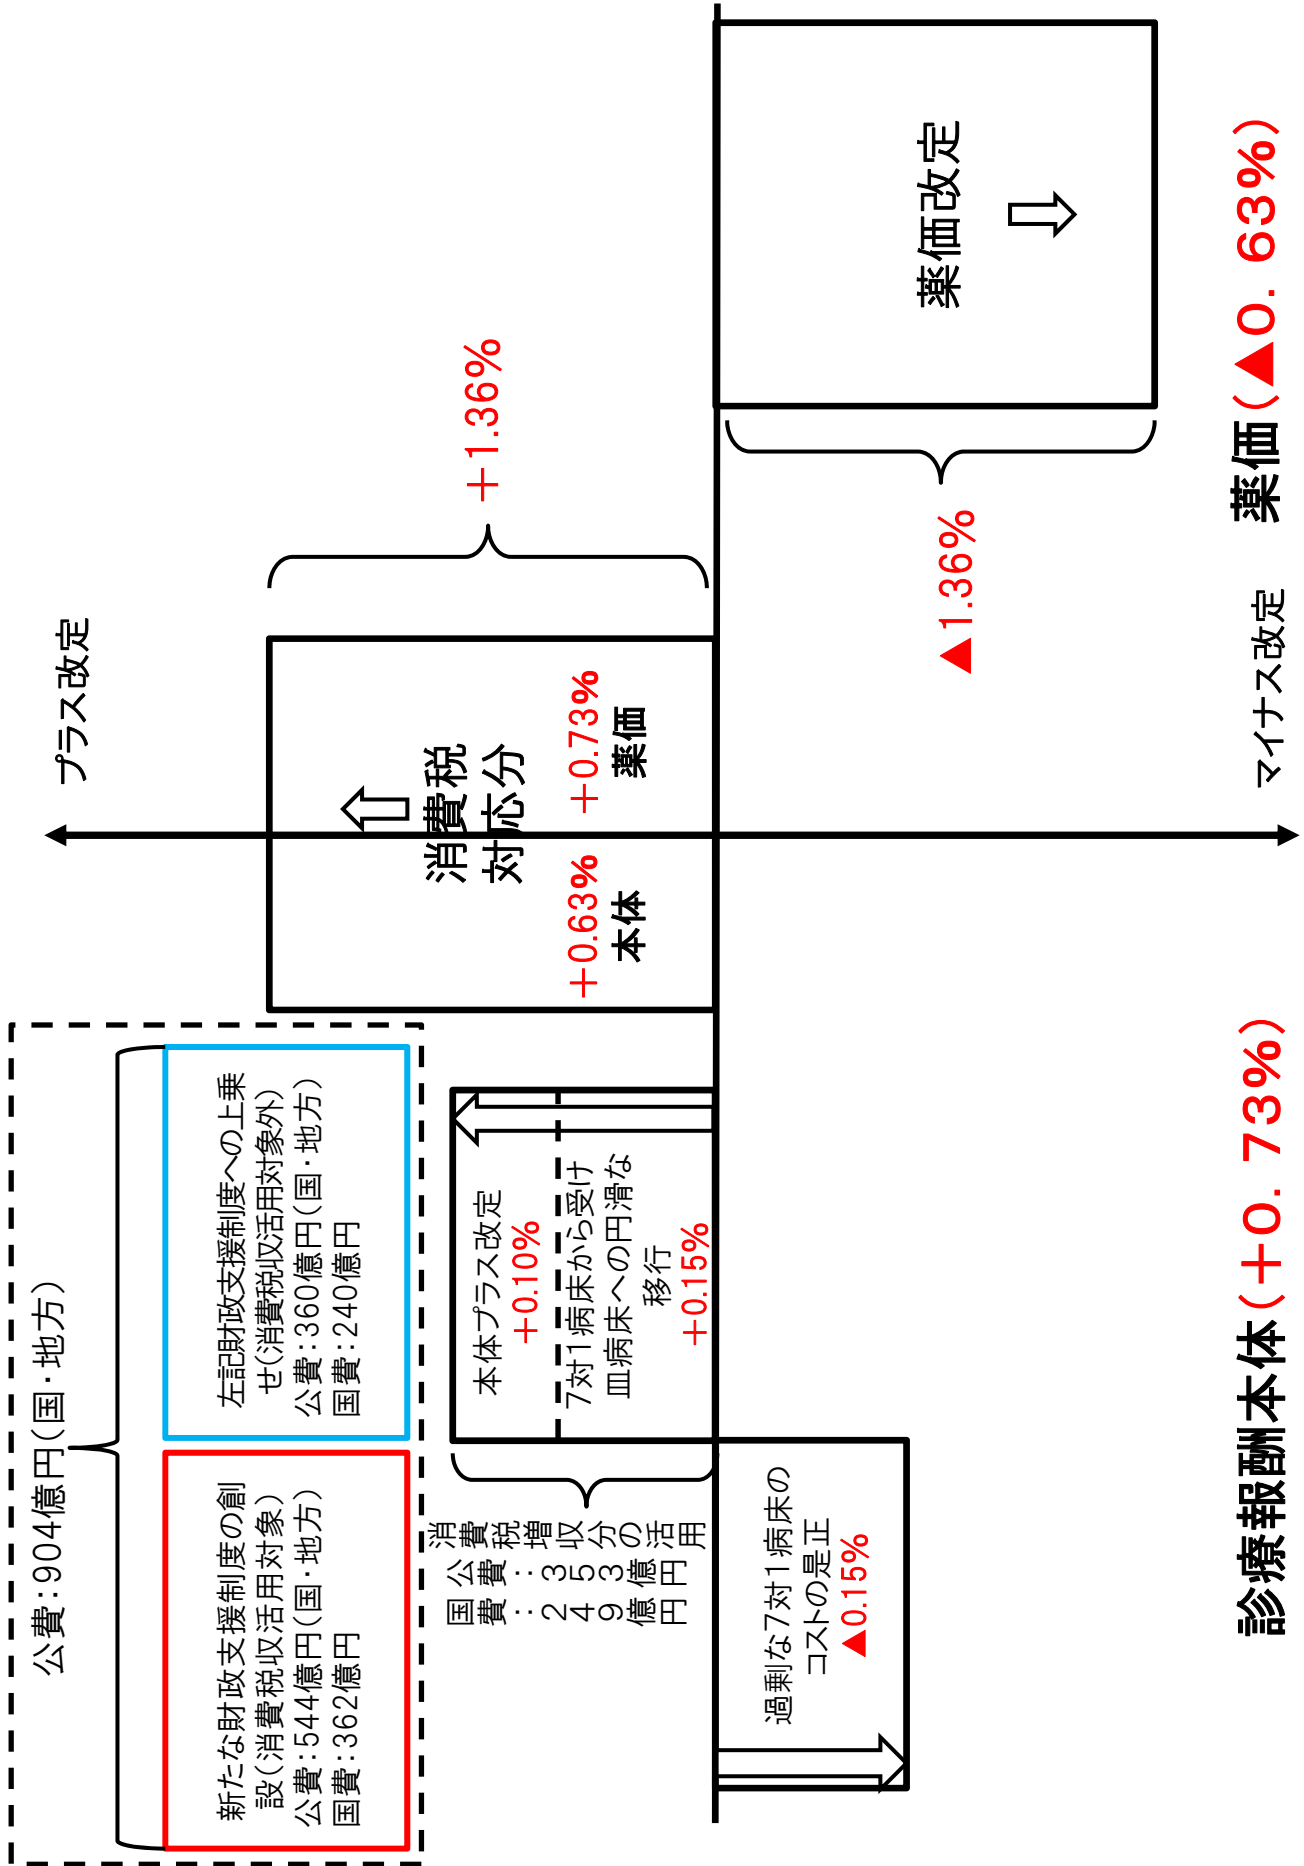 プラス改定
公費：904億円（国・地方）
新たな財政支援制度の創
設（消費税収活用対象）
公費：544億円（国・地方）
国費：362億円
左記財政支援制度への上乗
せ（消費税収活用対象外）
公費：360億円（国・地方）
国費：240億円
消費税増収分の活用
公費：353億円
国費：249億円
本体プラス改定
＋0.10%
7対1病床から受け
皿病床への円滑な
移行
＋0.15%
過剰な7対1病床の
コストの是正
▲0.15%
消費税
対応分
＋0.63%
本体
＋0.73%
薬価
＋1.36%
▲1.36%
薬価改定
マイナス改定
診療報酬本体（＋０．７３％）
薬価（▲０．６３％）